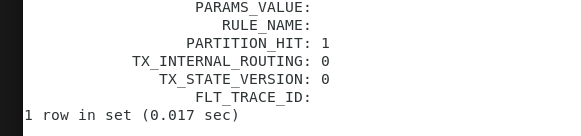 PARAMS_VALUE:
RULE_NAME:
PARTITION_HIT: 1
TX_INTERNAL_ROUTING: 0
TX_STATE_VERSION: 0
FLT_TRACE_ID:
1 row in set (0.017 sec)